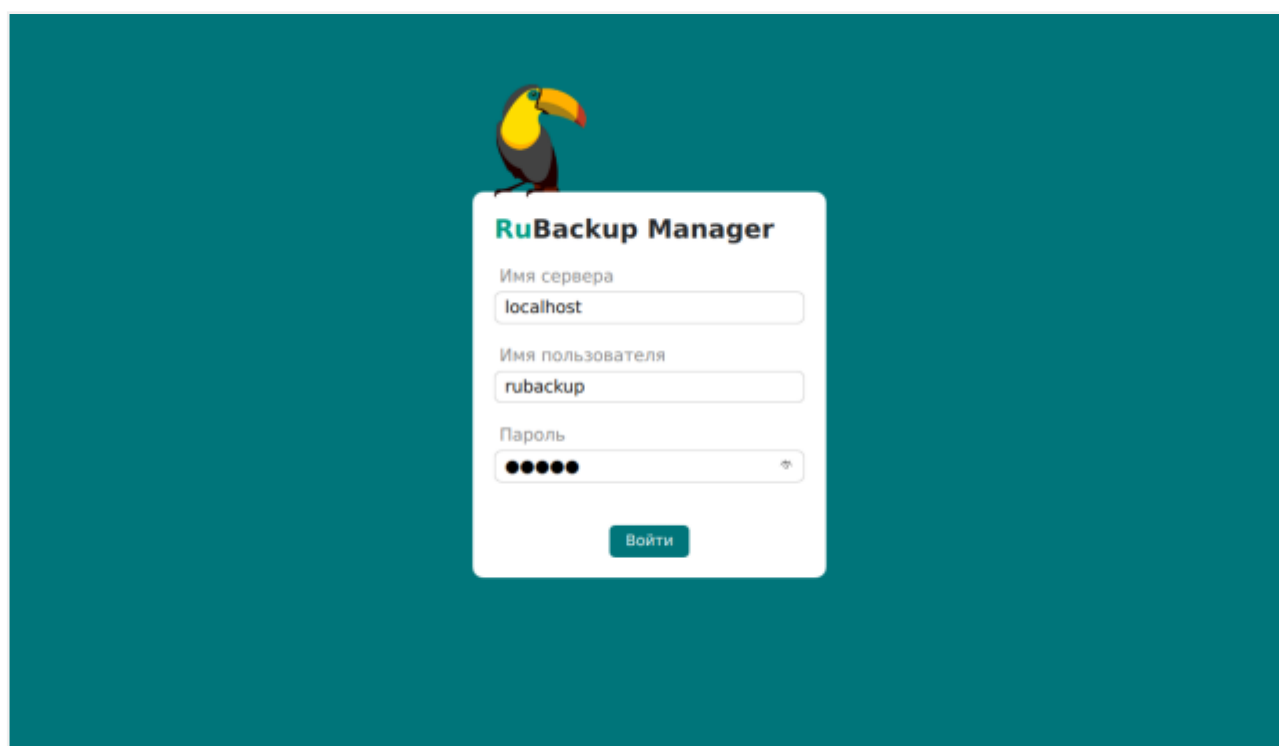 RuBackup Manager
Имя сервера
localhost
Имя пользователя
rubackup
Пароль
●●●●●
Войти